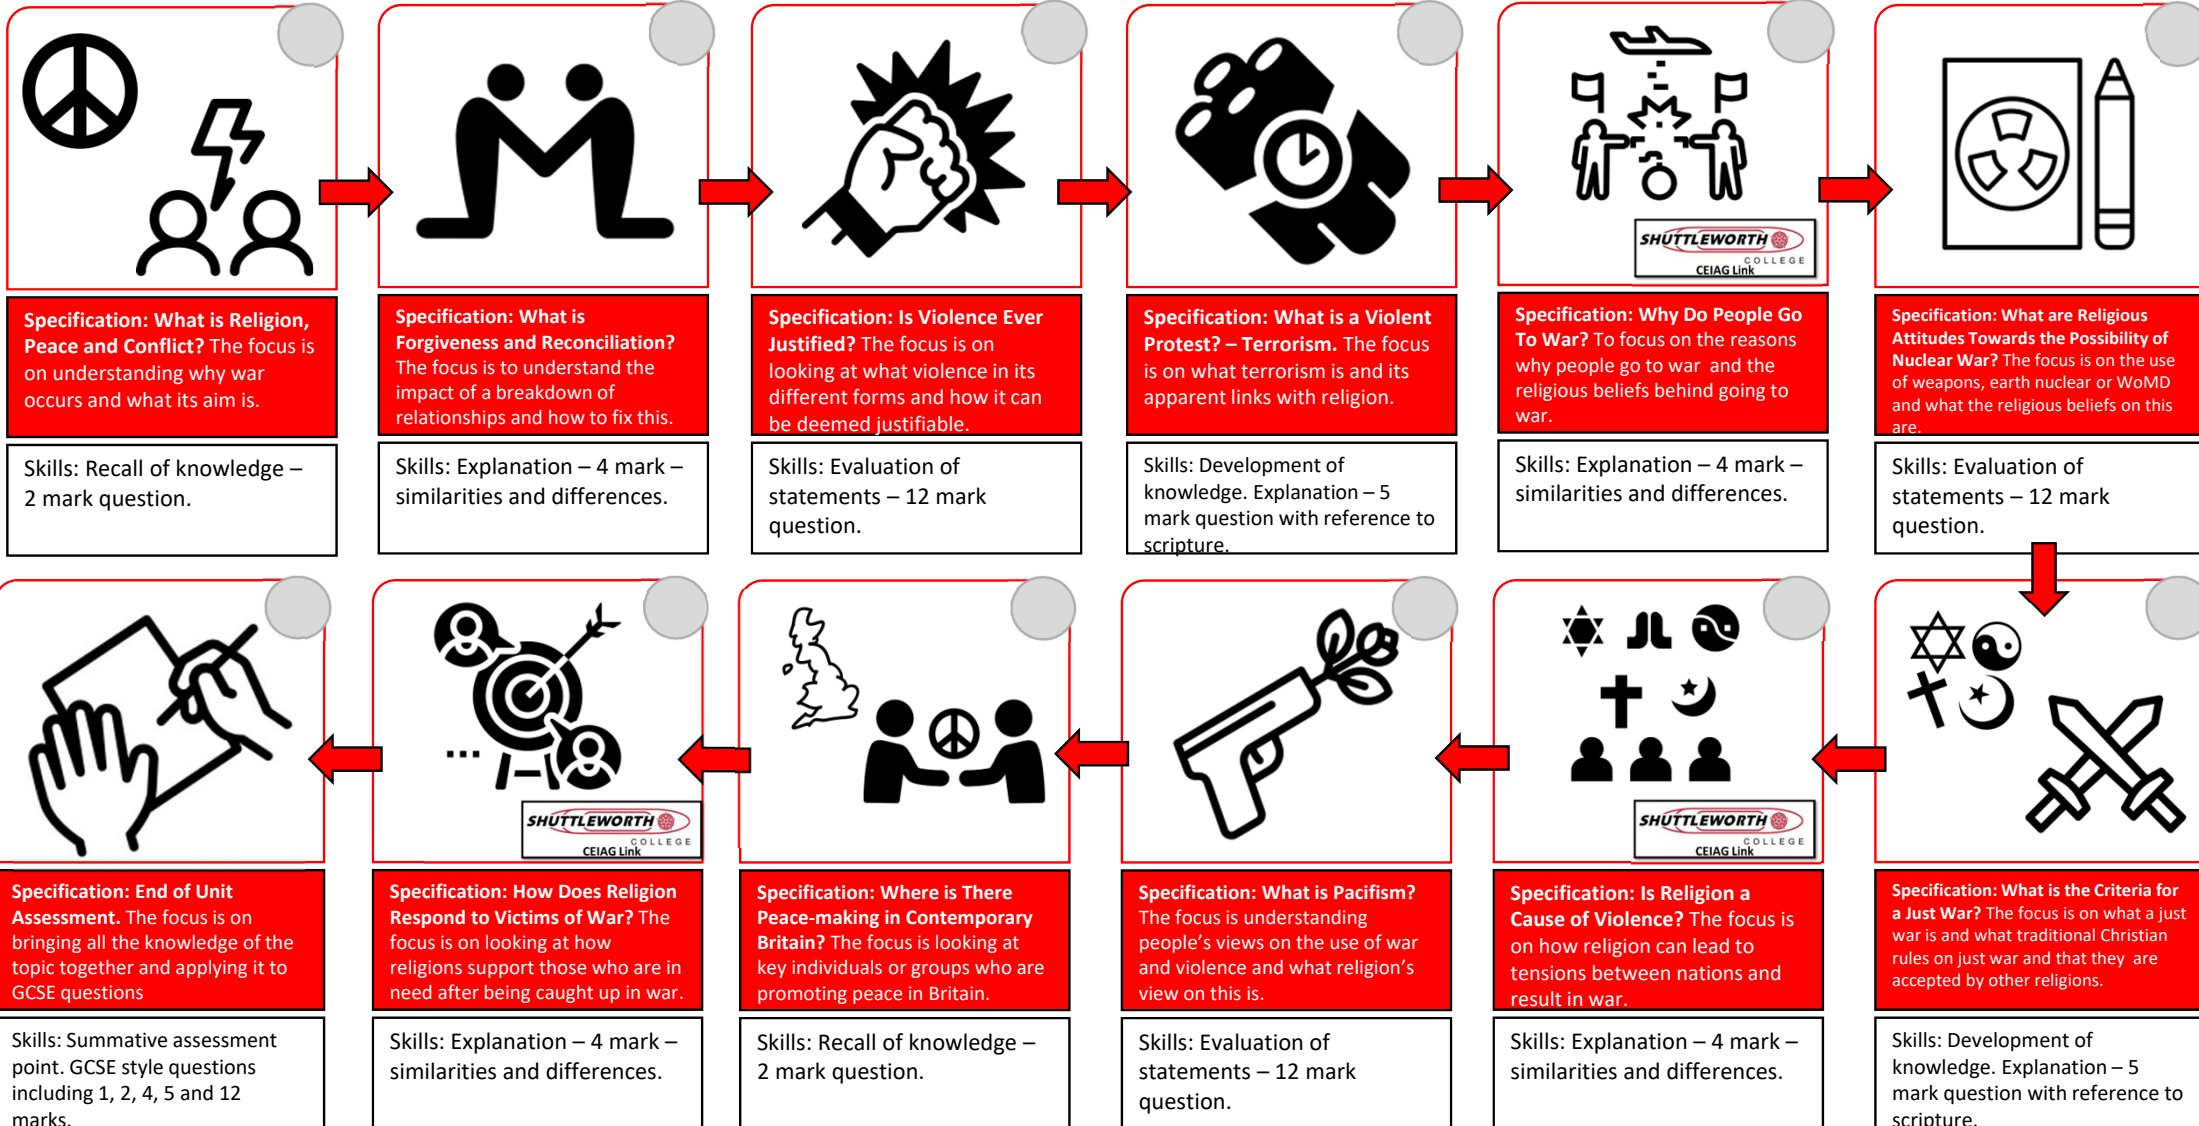 SHUTTLEWORTH
COLLEGE
CEIAG Link
Specification: What is Religion,
Peace and Conflict? The focus is
on understanding why war
occurs and what its aim is.
Skills: Recall of knowledge –
2 mark question.
Specification: What is
Forgiveness and Reconciliation?
The focus is to understand the
impact of a breakdown of
relationships and how to fix this.
Skills: Explanation – 4 mark –
similarities and differences.
Specification: Is Violence Ever
Justified? The focus is on
looking at what violence in its
different forms and how it can
be deemed justifiable.
Skills: Evaluation of
statements – 12 mark
question.
Specification: What is a Violent
Protest? – Terrorism. The focus
is on what terrorism is and its
apparent links with religion.
Skills: Development of
knowledge. Explanation – 5
mark question with reference to
scripture.
Specification: Why Do People Go
To War? To focus on the reasons
why people go to war and the
religious beliefs behind going to
war.
Skills: Explanation – 4 mark –
similarities and differences.
Specification: What are Religious
Attitudes Towards the Possibility of
Nuclear War? The focus is on the use
of weapons, earth nuclear or WoMD
and what the religious beliefs on this
are.
Skills: Evaluation of
statements – 12 mark
question.
SHUTTLEWORTH
COLLEGE
CEIAG Link
SHUTTLEWORTH
COLLEGE
CEIAG Link
Specification: End of Unit
Assessment. The focus is on
bringing all the knowledge of the
topic together and applying it to
GCSE questions
Skills: Summative assessment
point. GCSE style questions
including 1, 2, 4, 5 and 12
marks.
Specification: How Does Religion
Respond to Victims of War? The
focus is on looking at how
religions support those who are in
need after being caught up in war.
Skills: Explanation – 4 mark –
similarities and differences.
Specification: Where is There
Peace-making in Contemporary
Britain? The focus is looking at
key individuals or groups who are
promoting peace in Britain.
Skills: Recall of knowledge –
2 mark question.
Specification: What is Pacifism?
The focus is understanding
people's views on the use of war
and violence and what religion's
view on this is.
Skills: Evaluation of
statements – 12 mark
question.
Specification: Is Religion a
Cause of Violence? The focus is
on how religion can lead to
tensions between nations and
result in war.
Skills: Explanation – 4 mark –
similarities and differences.
Specification: What is the Criteria for
a Just War? The focus is on what a just
war is and what traditional Christian
rules on just war and that they are
accepted by other religions.
Skills: Development of
knowledge. Explanation – 5
mark question with reference to
scripture.